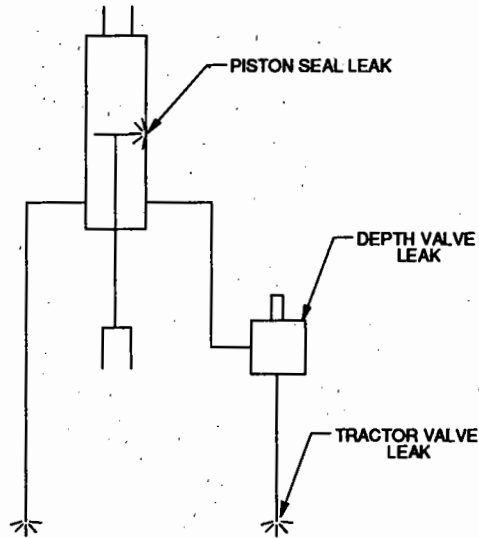 PISTON SEAL LEAK
DEPTH VALVE
LEAK
TRACTOR VALVE
LEAK